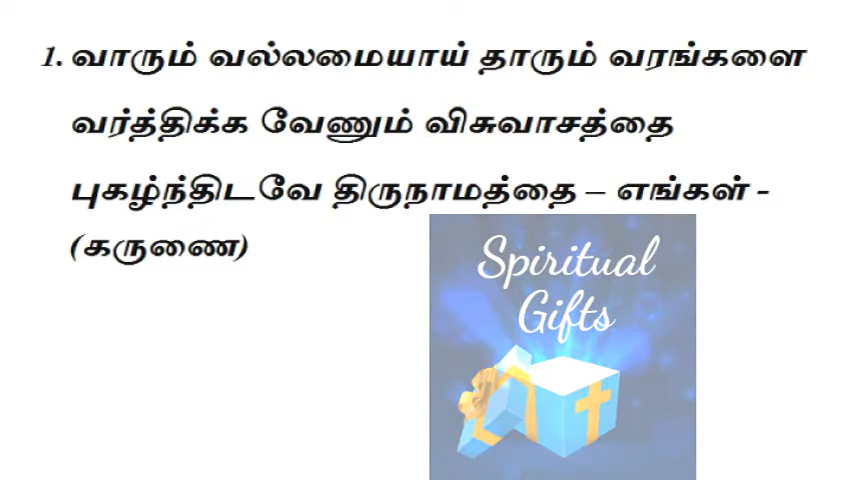 1. வாரும் வல்லமையாய் தாரும் வரங்களை
வர்த்திக்க வேணும் விசுவாசத்தை
புகழ்ந்திடவே திருநாமத்தை – எங்கள் -
(கருணை)
Spiritual
Gifts